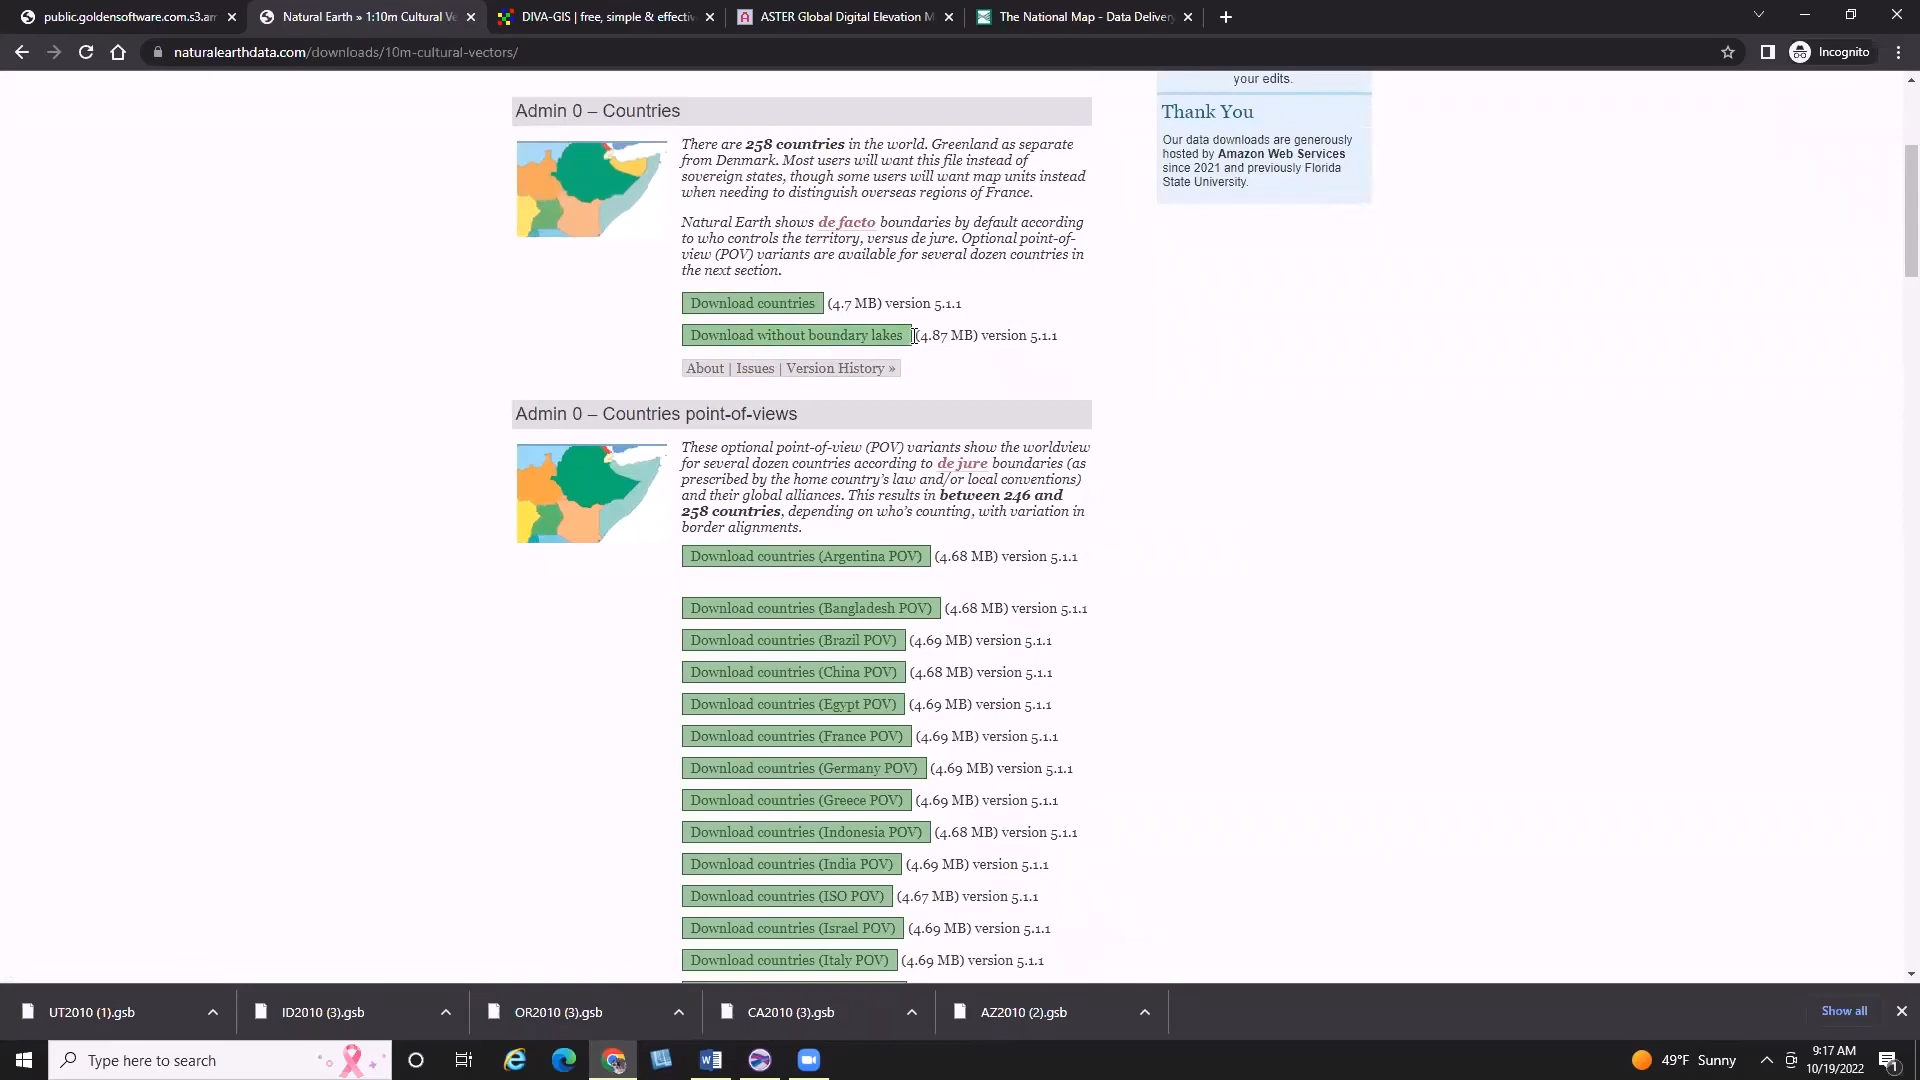 public.goldensoftware.com.s3.am
Natural Earth » 1:10m Cultural Ve
DIVA-GIS | free, simple & effectiv
ASTER Global Digital Elevation M
The National Map - Data Delivery
naturalearthdata.com/downloads/10m-cultural-vectors/
Incognito
your edits.
Thank You
Our data downloads are generously
hosted by Amazon Web Services
since 2021 and previously Florida
State University.
Admin 0 – Countries
There are 258 countries in the world. Greenland as separate
from Denmark. Most users will want this file instead of
sovereign states, though some users will want map units instead
when needing to distinguish overseas regions of France.
Natural Earth shows de facto boundaries by default according
to who controls the territory, versus de jure. Optional point-of-
view (POV) variants are available for several dozen countries in
the next section.
Download countries (4.7 MB) version 5.1.1
Download without boundary lakes (4.87 MB) version 5.1.1
About | Issues | Version History »
Admin 0 – Countries point-of-views
These optional point-of-view (POV) variants show the worldview
for several dozen countries according to de jure boundaries (as
prescribed by the home country's law and/or local conventions)
and their global alliances. This results in between 246 and
258 countries, depending on who's counting, with variation in
border alignments.
Download countries (Argentina POV) (4.68 MB) version 5.1.1
Download countries (Bangladesh POV) (4.68 MB) version 5.1.1
Download countries (Brazil POV) (4.69 MB) version 5.1.1
Download countries (China POV) (4.68 MB) version 5.1.1
Download countries (Egypt POV) (4.69 MB) version 5.1.1
Download countries (France POV) (4.69 MB) version 5.1.1
Download countries (Germany POV) (4.69 MB) version 5.1.1
Download countries (Greece POV) (4.69 MB) version 5.1.1
Download countries (Indonesia POV) (4.68 MB) version 5.1.1
Download countries (India POV) (4.69 MB) version 5.1.1
Download countries (ISO POV) (4.67 MB) version 5.1.1
Download countries (Israel POV) (4.69 MB) version 5.1.1
Download countries (Italy POV) (4.69 MB) version 5.1.1
UT2010 (1).gsb
ID2010 (3).gsb
OR2010 (3).gsb
CA2010 (3).gsb
AZ2010 (2).gsb
Show all
Type here to search
49°F Sunny
9:17 AM
10/19/2022
1